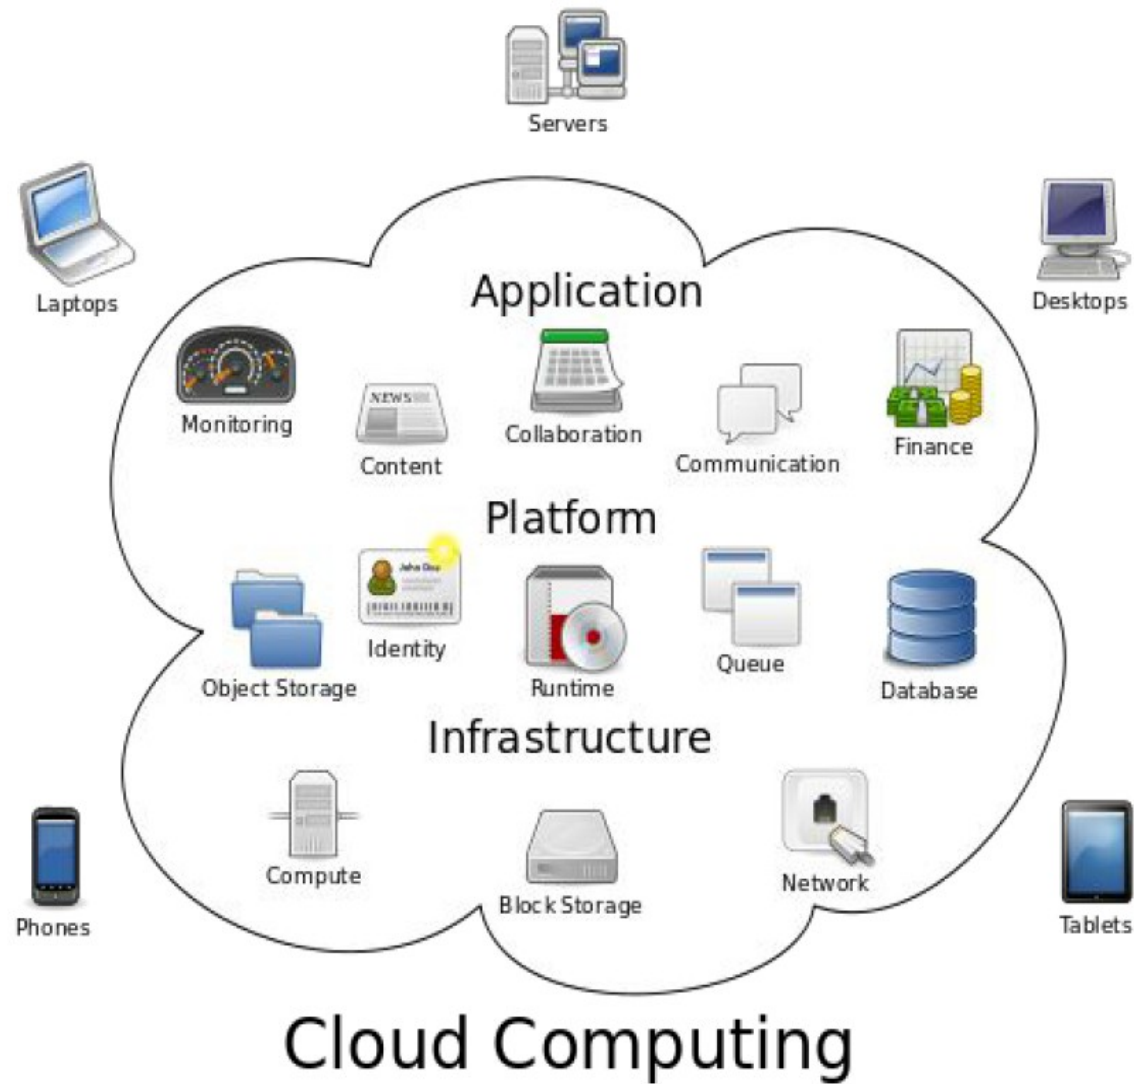 Servers
Laptops
Desktops
Application
Monitoring
NEWS
Content
Collaboration
Communication
Finance
Platform
Object Storage
Identity
Runtime
Queue
Database
Infrastructure
Compute
Block Storage
Network
Phones
Tablets
Cloud Computing